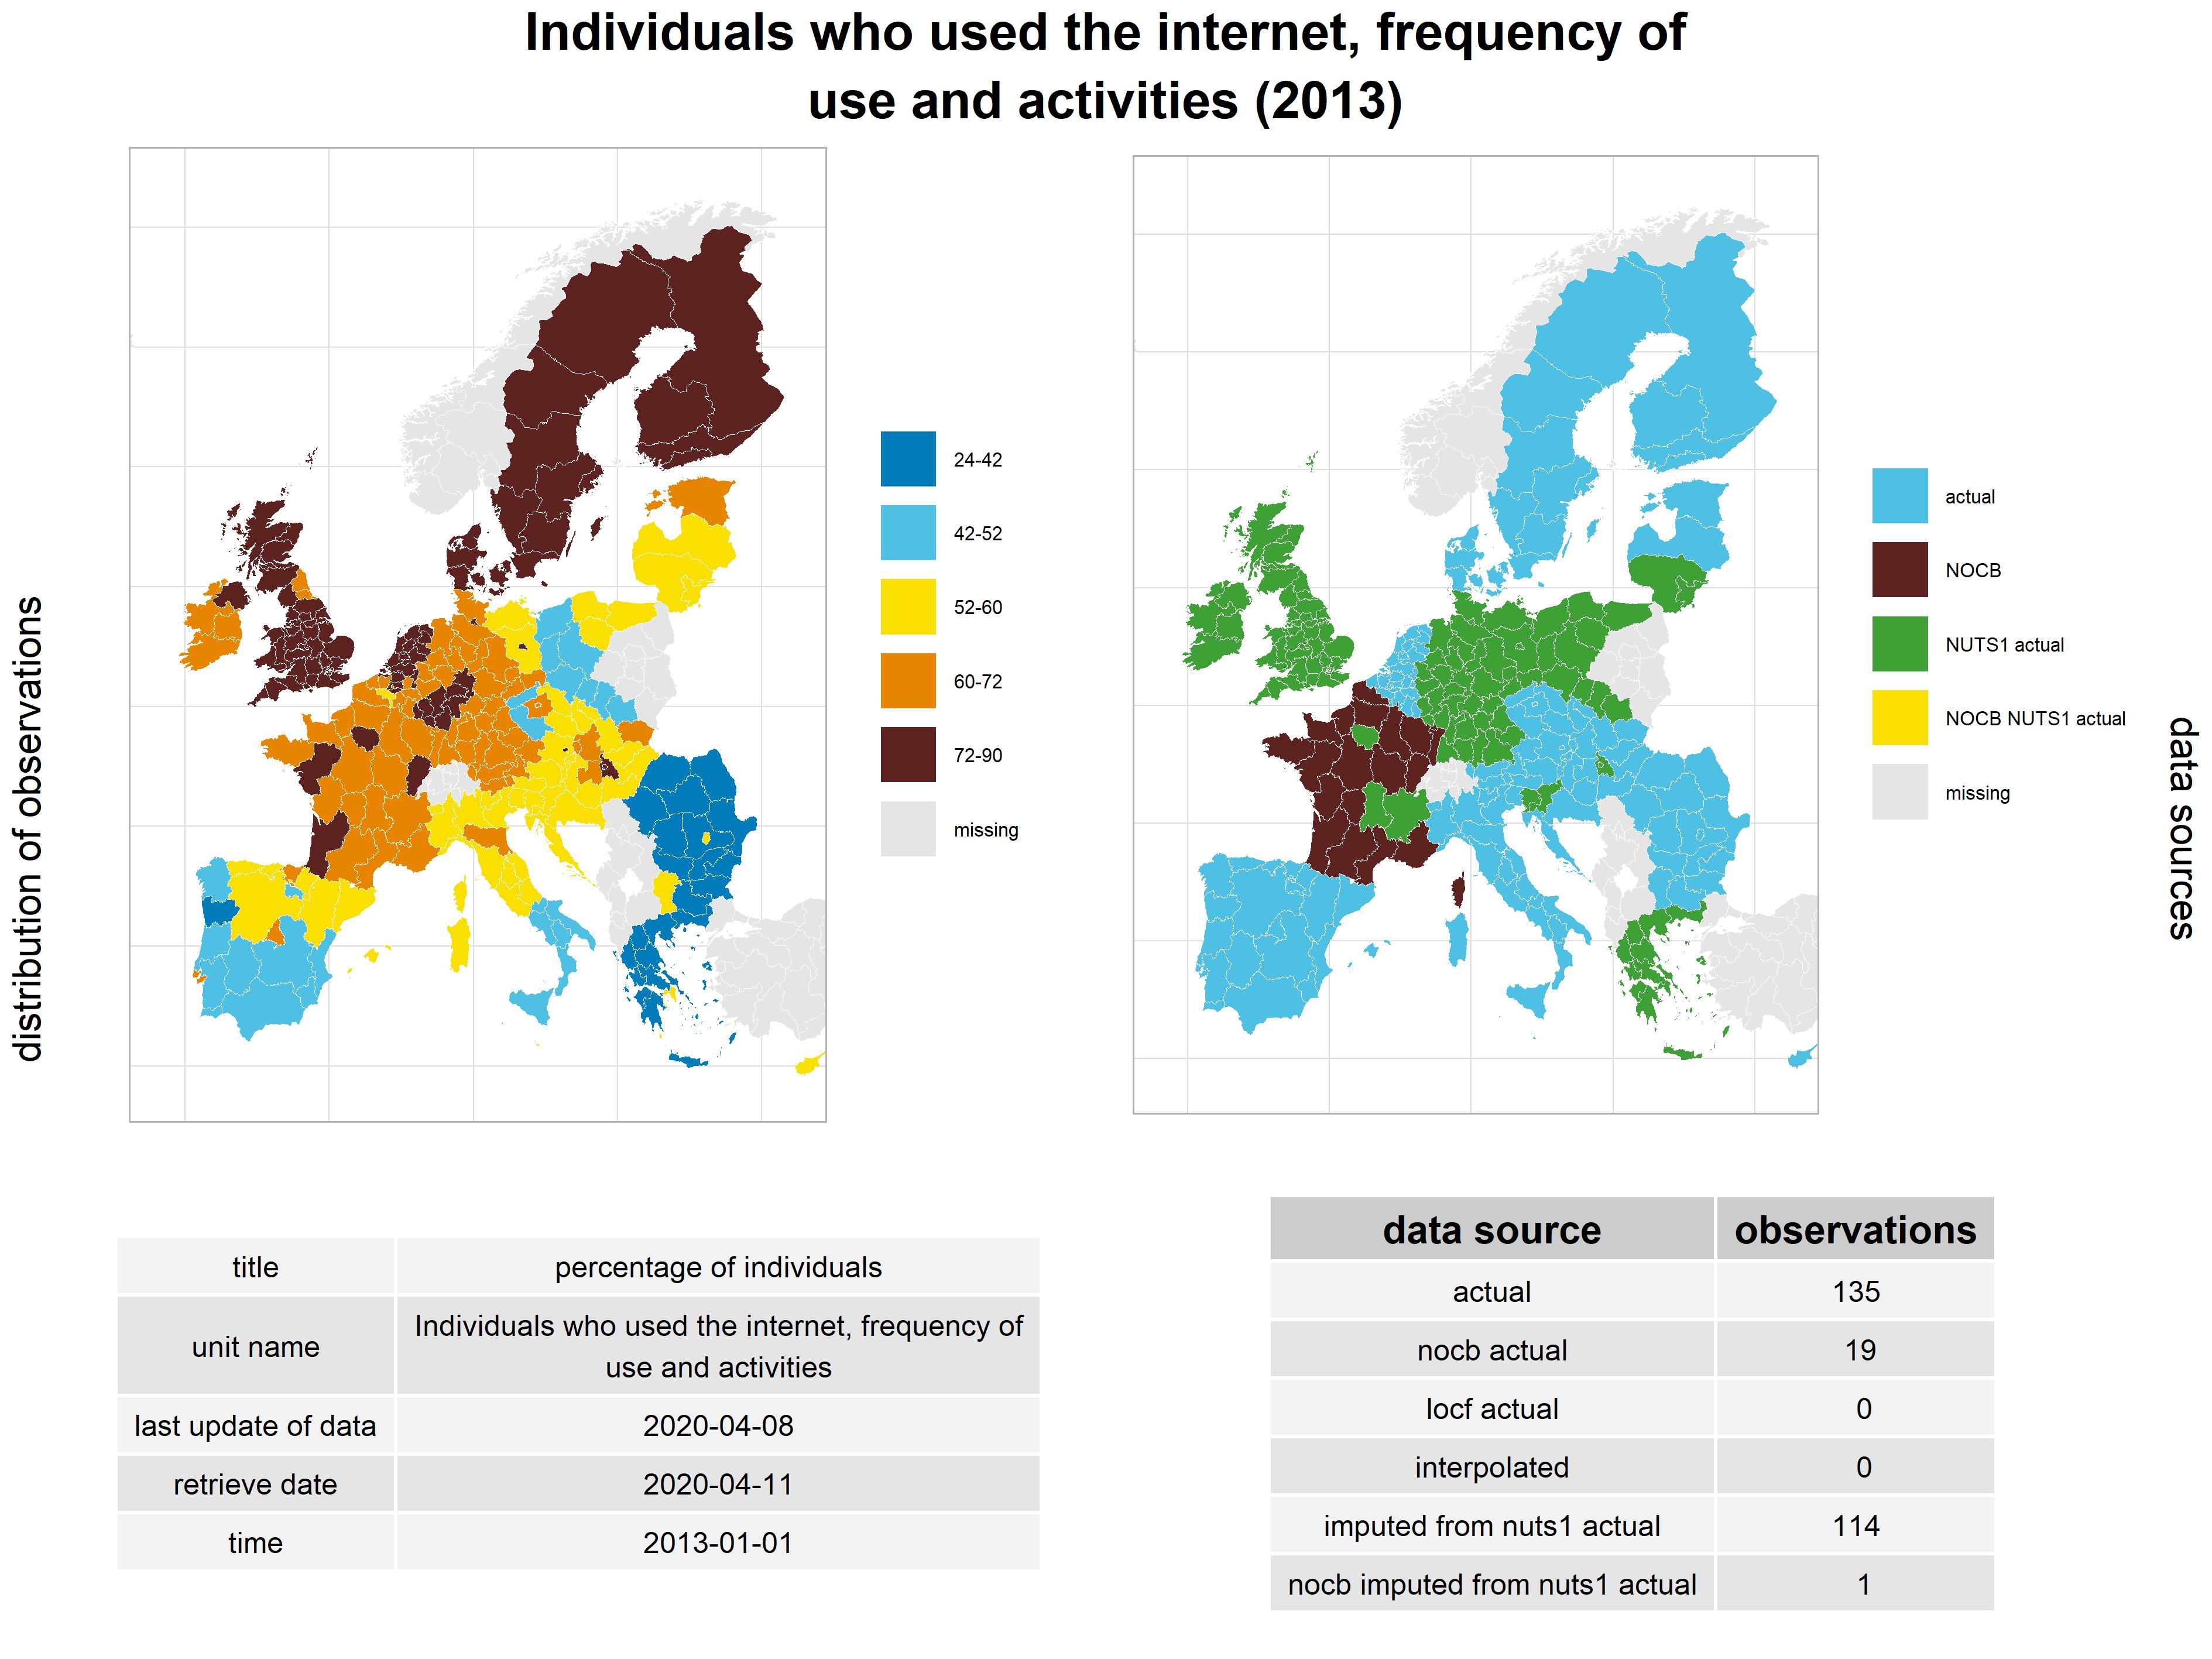 Individuals who used the internet, frequency of
use and activities (2013)
distribution of observations
24-42
42-52
52-60
60-72
72-90
missing
actual
NOCB
NUTS1 actual
NOCB NUTS1 actual
missing
data sources
title percentage of individuals
unit name Individuals who used the internet, frequency of
use and activities
last update of data 2020-04-08
retrieve date 2020-04-11
time 2013-01-01
data source observations
actual 135
nocb actual 19
locf actual 0
interpolated 0
imputed from nuts1 actual 114
nocb imputed from nuts1 actual 1